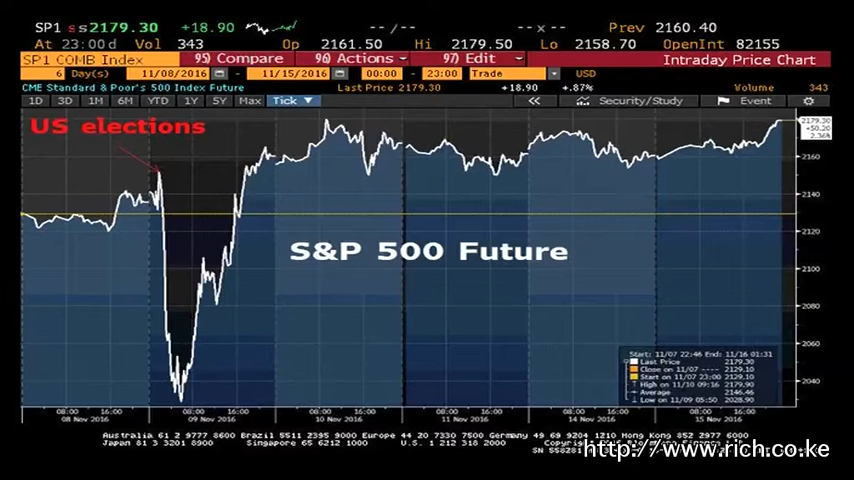 SP1 s s2179.30 +18.90 -- / -- -- x -- Prev 2160.40
At 23:00 d Vol 343 Op 2161.50 Hi 2179.50 Lo 2158.70 OpenInt 82155
SP1 COMB Index 95) Compare 96) Actions 97) Edit Intraday Price Chart
6 Day(s) 11/08/2016 - 11/15/2016 00:00 - 23:00 Trade USD
CME Standard & Poor's 500 Index Future Last Price 2179.30 +18.90 +.87% Volume 343
1D 3D 1M 6M YTD 1Y 5Y Max Tick Security/Study Event
US elections
2179.30
+50.20
2.36%
2160
2140
2120
2100
2080
2060
2040
S&P 500 Future
Start: 11/07 22:46 End: 11/16 01:31
Last Price 2179.30
Close on 11/07 ---- 2129.10
Start on 11/07 23:00 2129.10
High on 11/10 09:16 2179.90
Average 2146.46
Low on 11/09 05:50 2028.90
08:00 16:00 08:00 16:00 08:00 16:00 08:00 16:00 08:00 16:00 08:00 16:00
08 Nov 2016 09 Nov 2016 10 Nov 2016 11 Nov 2016 14 Nov 2016 15 Nov 2016
Australia 61 2 9777 8600 Brazil 5511 2395 9000 Europe 44 20 7330 7500 Germany 49 69 9204 1210 Hong Kong 852 2977 6000
Japan 81 3 3201 8900 Singapore 65 6212 1000 U.S. 1 212 318 2000
http://www.rich.co.ke